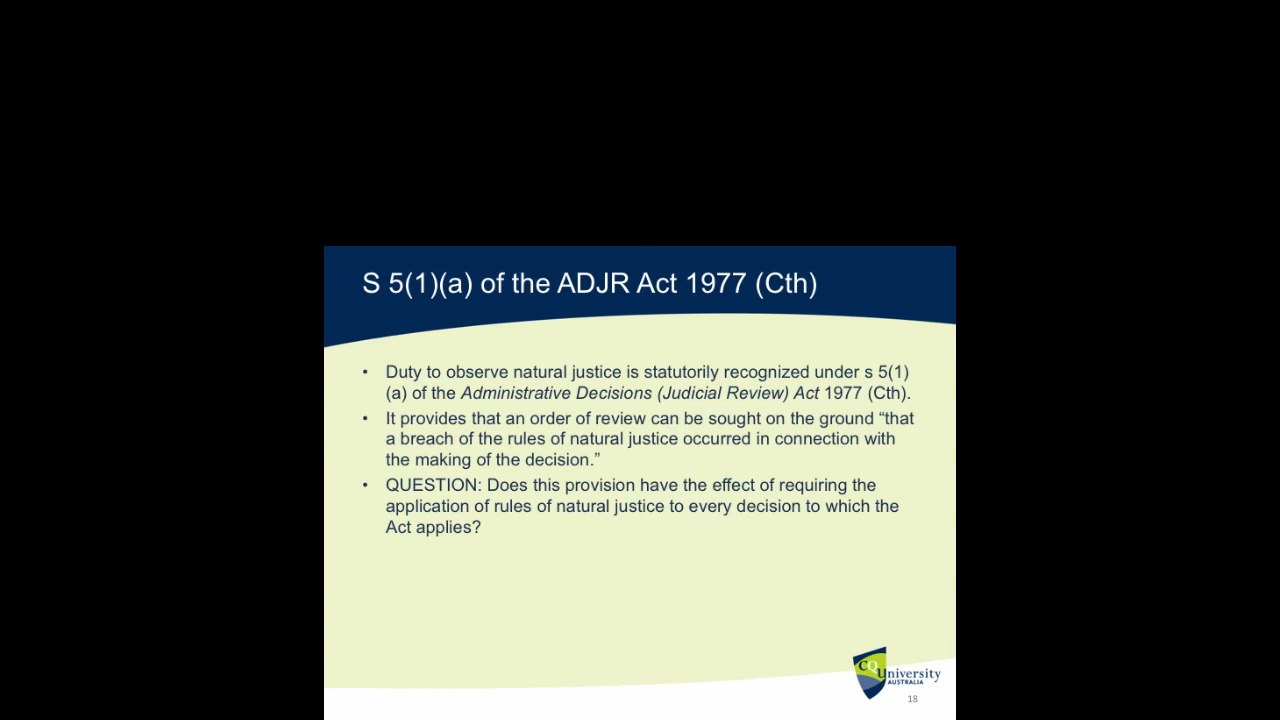 S 5(1)(a) of the ADJR Act 1977 (Cth)
• Duty to observe natural justice is statutorily recognized under s 5(1)
(a) of the Administrative Decisions (Judicial Review) Act 1977 (Cth).
• It provides that an order of review can be sought on the ground “that
a breach of the rules of natural justice occurred in connection with
the making of the decision.”
• QUESTION: Does this provision have the effect of requiring the
application of rules of natural justice to every decision to which the
Act applies?
CQUniversity
AUSTRALIA
18